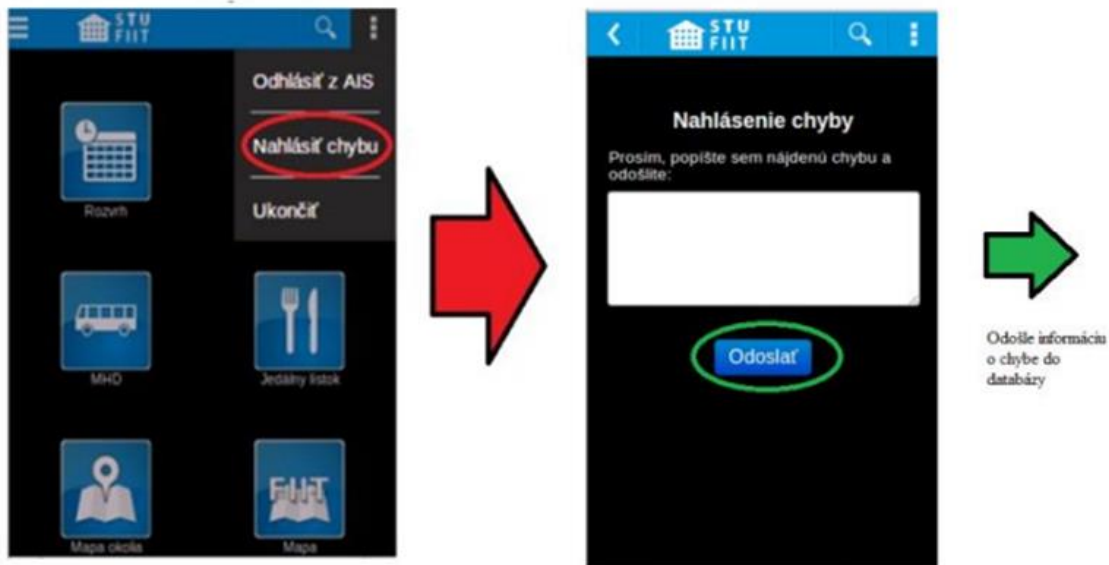 STU
FIIT
Odhlásiť z AIS
Nahlásiť chybu
Ukončiť
Rozvrh
MHD
Jedálny lístok
FIIT
Mapa okolia
Mapa
STU
FIIT
Nahlásenie chyby
Prosím, popíšte sem nájdenú chybu a
odošlite:
Odoslať
Odošle informáciu
o chybe do
databázy